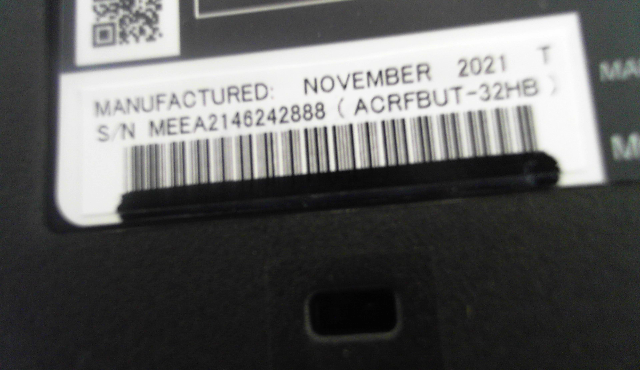 MANUFACTURED: NOVEMBER 2021 T
S/N MEEA2146242888 (ACRFBUT-32HB)